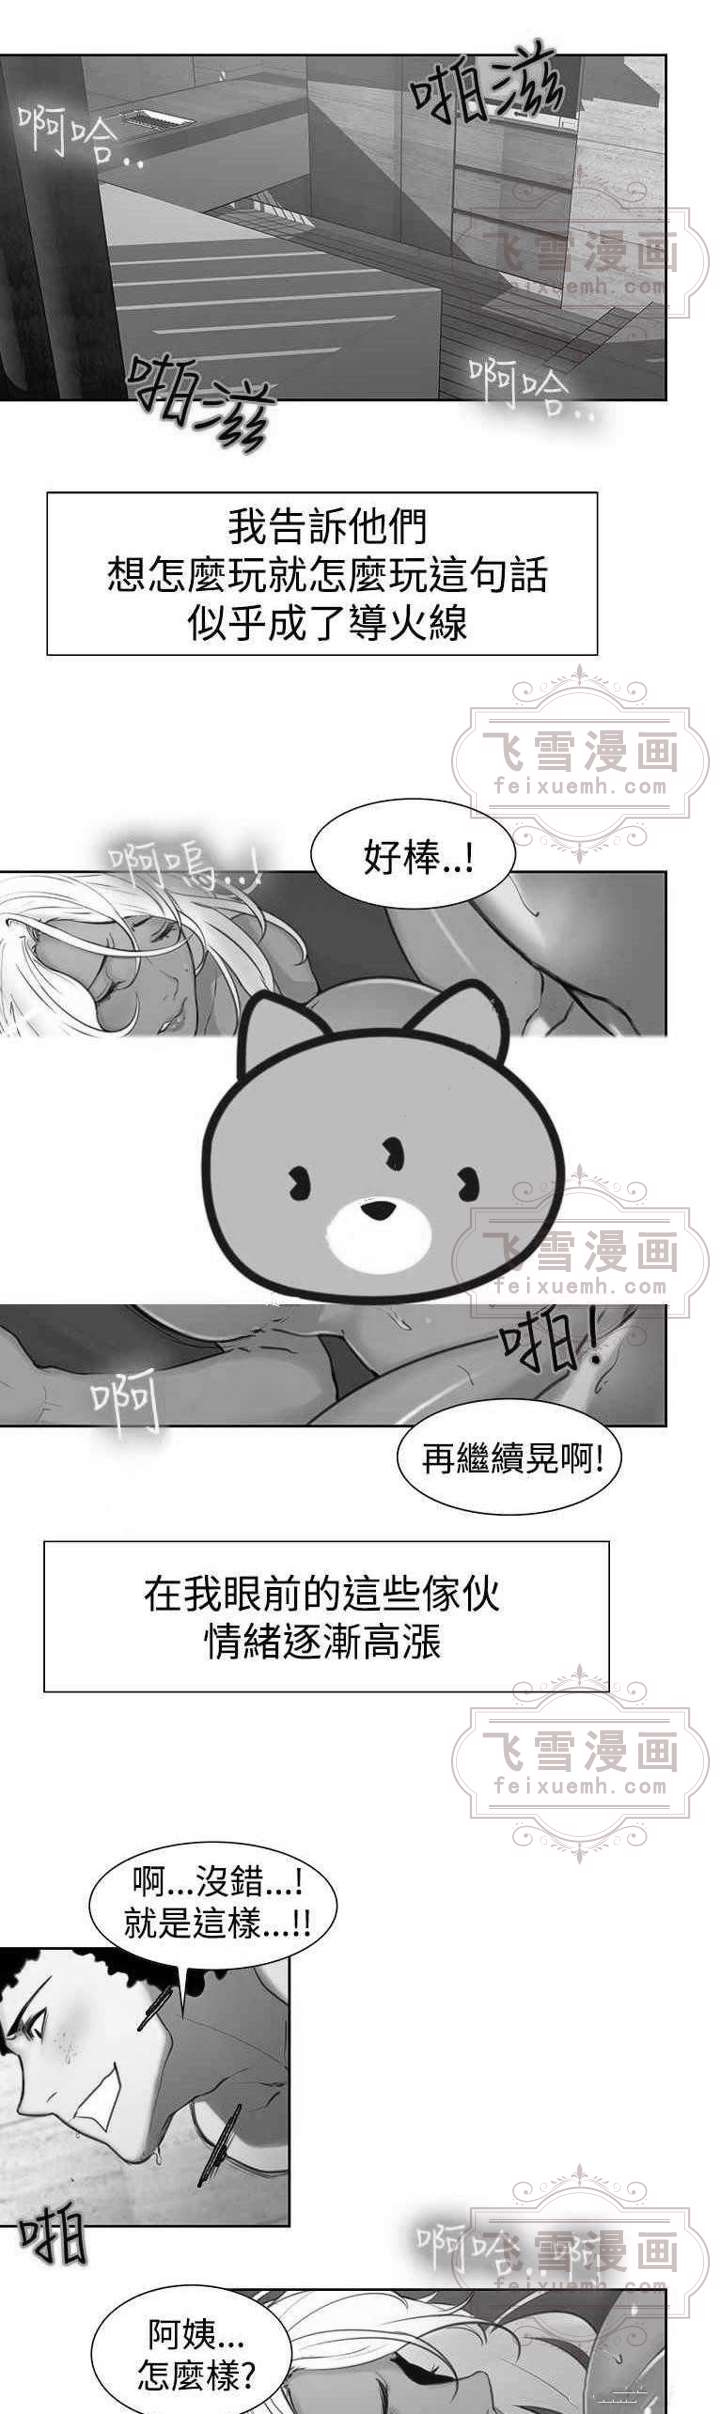 啪滋
啊哈..
飞雪漫画
feixuemh.com
啊哈..
啪滋
我告訴他們
想怎麼玩就怎麼玩這句話
似乎成了導火線
飞雪漫画
feixuemh.com
好棒..!
啊嗚..!
飞雪漫画
feixuemh.com
啪!
啊
再繼續晃啊!
在我眼前的這些傢伙
情緒逐漸高漲
飞雪漫画
feixuemh.com
啊...沒錯...!
就是這樣...!!
啪
飞雪漫画
feixuemh.com
啊哈..啊
阿姨...
怎麼樣?